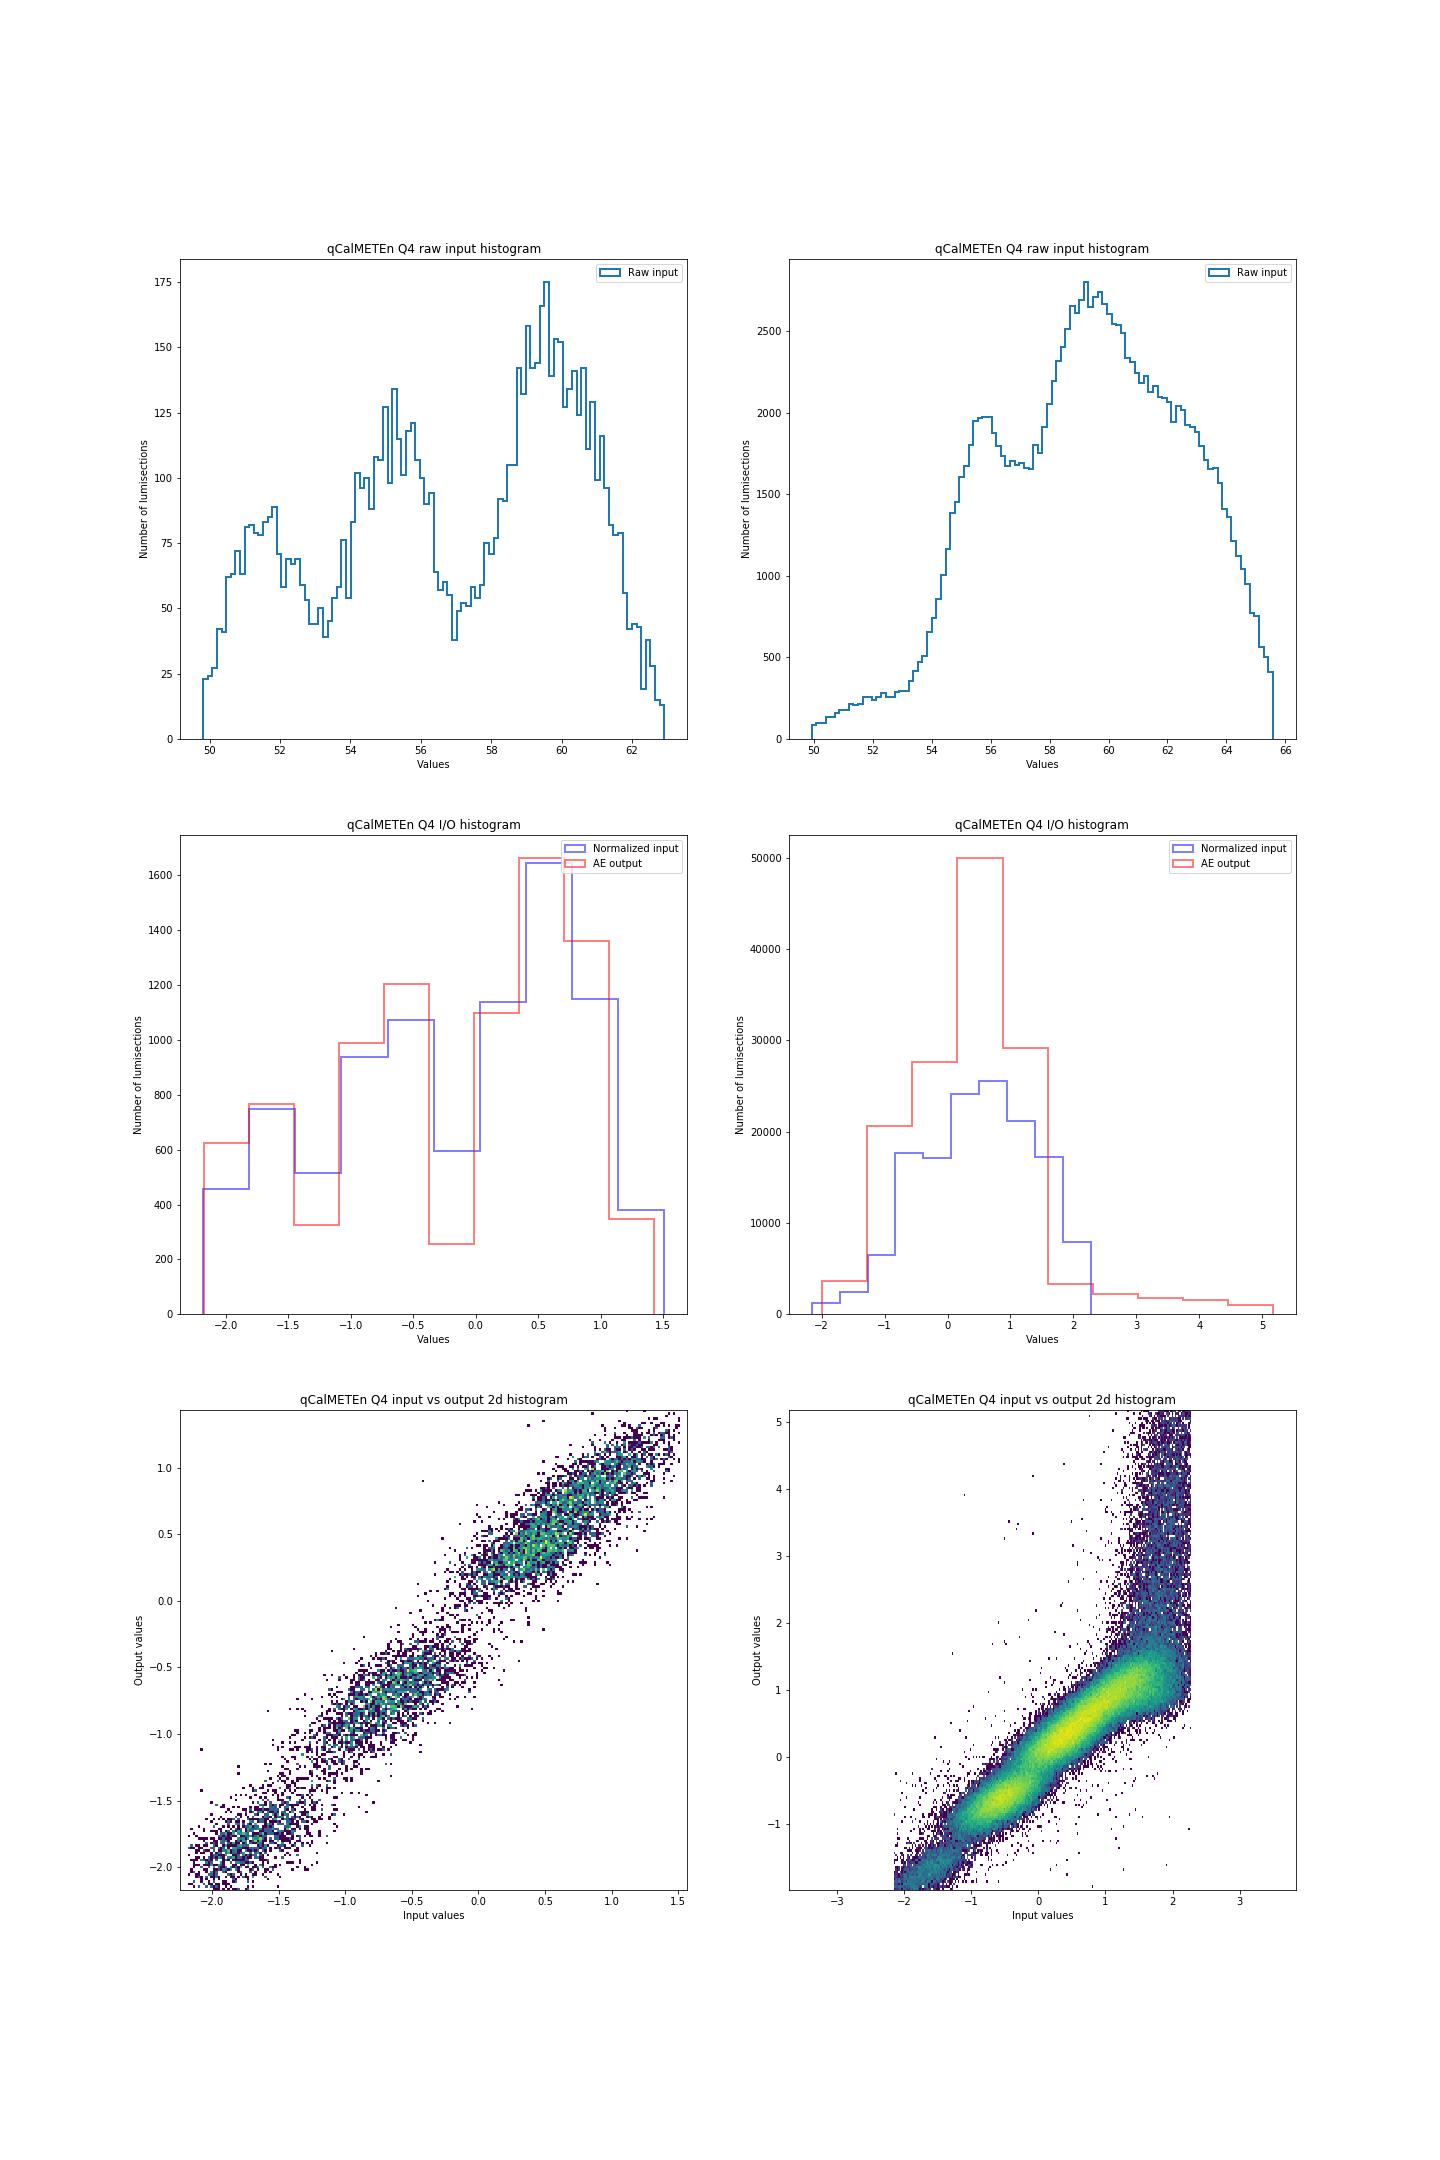 qCalMETEn Q4 raw input histogram
Raw input
175
150
125
100
75
50
25
0
Number of lumisections
50 52 54 56 58 60 62
Values
qCalMETEn Q4 raw input histogram
Raw input
2500
2000
1500
1000
500
0
Number of lumisections
50 52 54 56 58 60 62 64 66
Values
qCalMETEn Q4 I/O histogram
Normalized input
AE output
1600
1400
1200
1000
800
600
400
200
0
Number of lumisections
−2.0 −1.5 −1.0 −0.5 0.0 0.5 1.0 1.5
Values
qCalMETEn Q4 I/O histogram
Normalized input
AE output
50000
40000
30000
20000
10000
0
Number of lumisections
−2 −1 0 1 2 3 4 5
Values
qCalMETEn Q4 input vs output 2d histogram
1.0
0.5
0.0
−0.5
−1.0
−1.5
−2.0
Output values
−2.0 −1.5 −1.0 −0.5 0.0 0.5 1.0 1.5
Input values
qCalMETEn Q4 input vs output 2d histogram
5
4
3
2
1
0
−1
Output values
−3 −2 −1 0 1 2 3
Input values